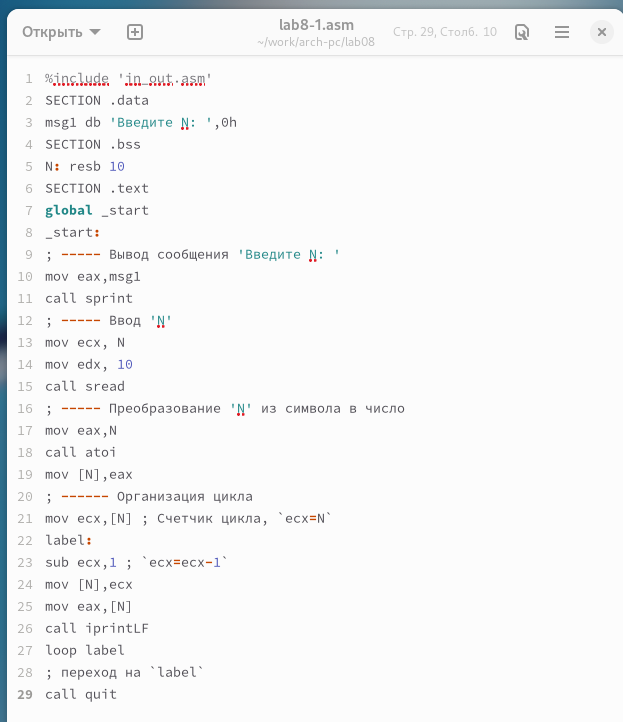 Открыть
lab8-1.asm
~/work/arch-pc/lab08
Стр. 29, Столб. 10
1 %include 'in_out.asm'
2 SECTION .data
3 msg1 db 'Введите N: ',0h
4 SECTION .bss
5 N: resb 10
6 SECTION .text
7 global _start
8 _start:
9 ; ----- Вывод сообщения 'Введите N: '
10 mov eax,msg1
11 call sprint
12 ; ----- Ввод 'N'
13 mov ecx, N
14 mov edx, 10
15 call sread
16 ; ----- Преобразование 'N' из символа в число
17 mov eax,N
18 call atoi
19 mov [N],eax
20 ; ------ Организация цикла
21 mov ecx,[N] ; Счетчик цикла, `ecx=N`
22 label:
23 sub ecx,1 ; `ecx=ecx-1`
24 mov [N],ecx
25 mov eax,[N]
26 call iprintLF
27 loop label
28 ; переход на `label`
29 call quit